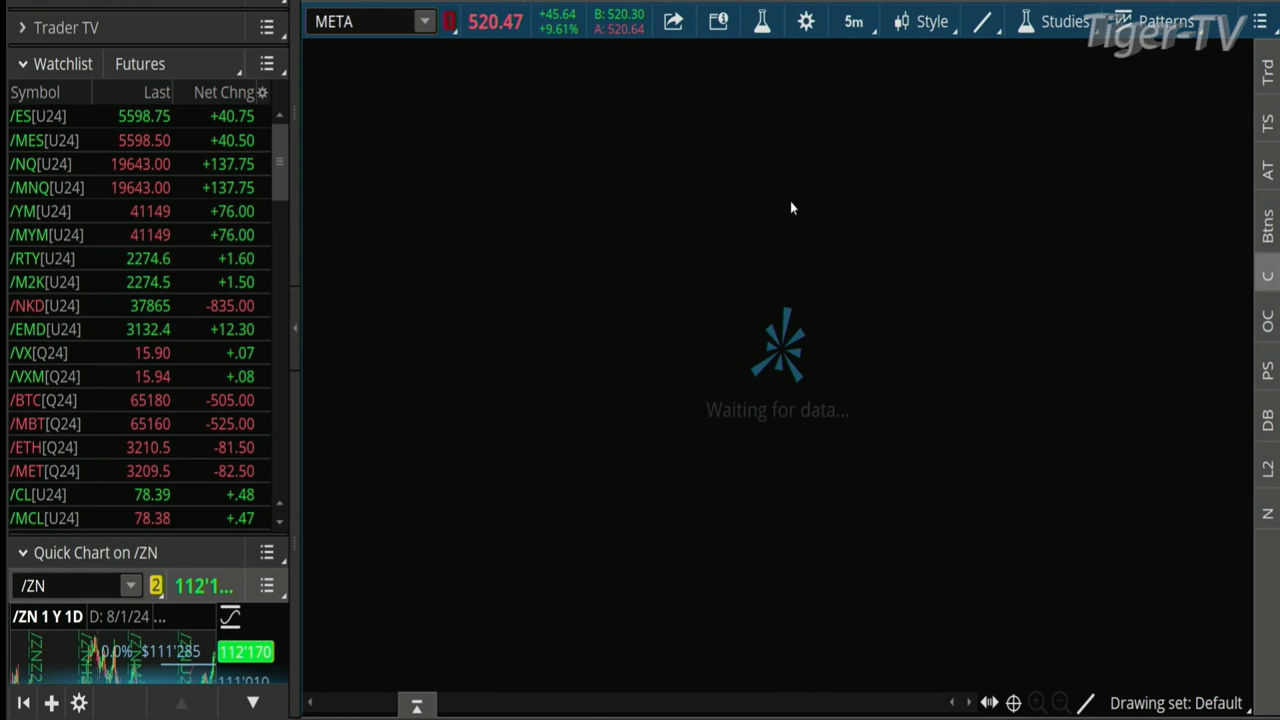 Trader TV
Watchlist Futures
Symbol Last Net Chng
/ES[U24] 5598.75 +40.75
/MES[U24] 5598.50 +40.50
/NQ[U24] 19643.00 +137.75
/MNQ[U24] 19643.00 +137.75
/YM[U24] 41149 +76.00
/MYM[U24] 41149 +76.00
/RTY[U24] 2274.6 +1.60
/M2K[U24] 2274.5 +1.50
/NKD[U24] 37865 -835.00
/EMD[U24] 3132.4 +12.30
/VX[Q24] 15.90 +.07
/VXM[Q24] 15.94 +.08
/BTC[Q24] 65180 -505.00
/MBT[Q24] 65160 -525.00
/ETH[Q24] 3210.5 -81.50
/MET[Q24] 3209.5 -82.50
/CL[U24] 78.39 +.48
/MCL[U24] 78.38 +.47
Quick Chart on /ZN
/ZN 2 112'1...
/ZN 1 Y 1D D: 8/1/24 ...
0.0% $111'285 112'170
111'010
META 520.47 +45.64 B: 520.30
+9.61% A: 520.64
5m Style Studies Patterns
Tiger-TV
Waiting for data...
Trd
TS
AT
Btns
C
OC
PS
DB
L2
N
Drawing set: Default